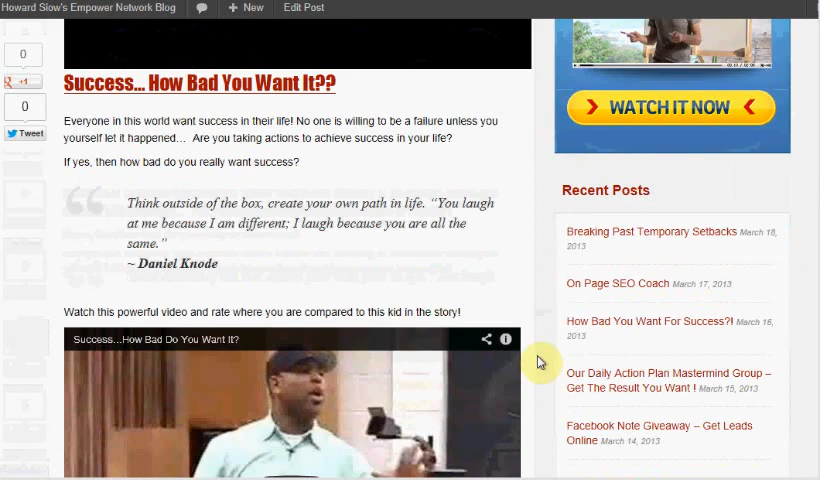 Howard Slow's Empower Network Blog
+ New
Edit Post
0
+1
0
Tweet
Success... How Bad You Want It??
Everyone in this world want success in their life! No one is willing to be a failure unless you
yourself let it happened... Are you taking actions to achieve success in your life?
If yes, then how bad do you really want success?
Think outside of the box, create your own path in life. “You laugh
at me because I am different; I laugh because you are all the
same.”
~ Daniel Knode
Watch this powerful video and rate where you are compared to this kid in the story!
Success...How Bad Do You Want It?
WATCH IT NOW
Recent Posts
Breaking Past Temporary Setbacks March 18,
2013
On Page SEO Coach March 17, 2013
How Bad You Want For Success?! March 16,
2013
Our Daily Action Plan Mastermind Group –
Get The Result You Want ! March 15, 2013
Facebook Note Giveaway – Get Leads
Online March 14, 2013